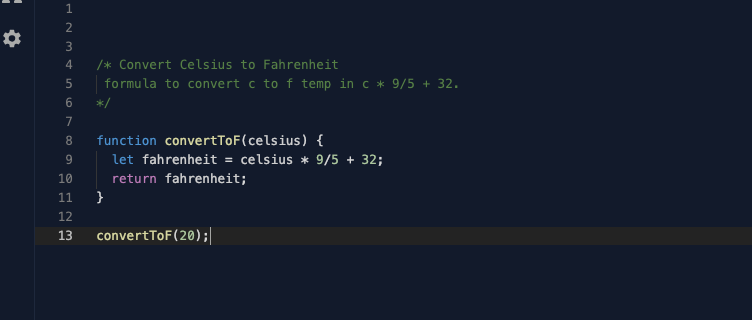 1
2
3
4 /* Convert Celsius to Fahrenheit
5 formula to convert c to f temp in c * 9/5 + 32.
6 */
7
8 function convertToF(celsius) {
9 let fahrenheit = celsius * 9/5 + 32;
10 return fahrenheit;
11 }
12
13 convertToF(20);